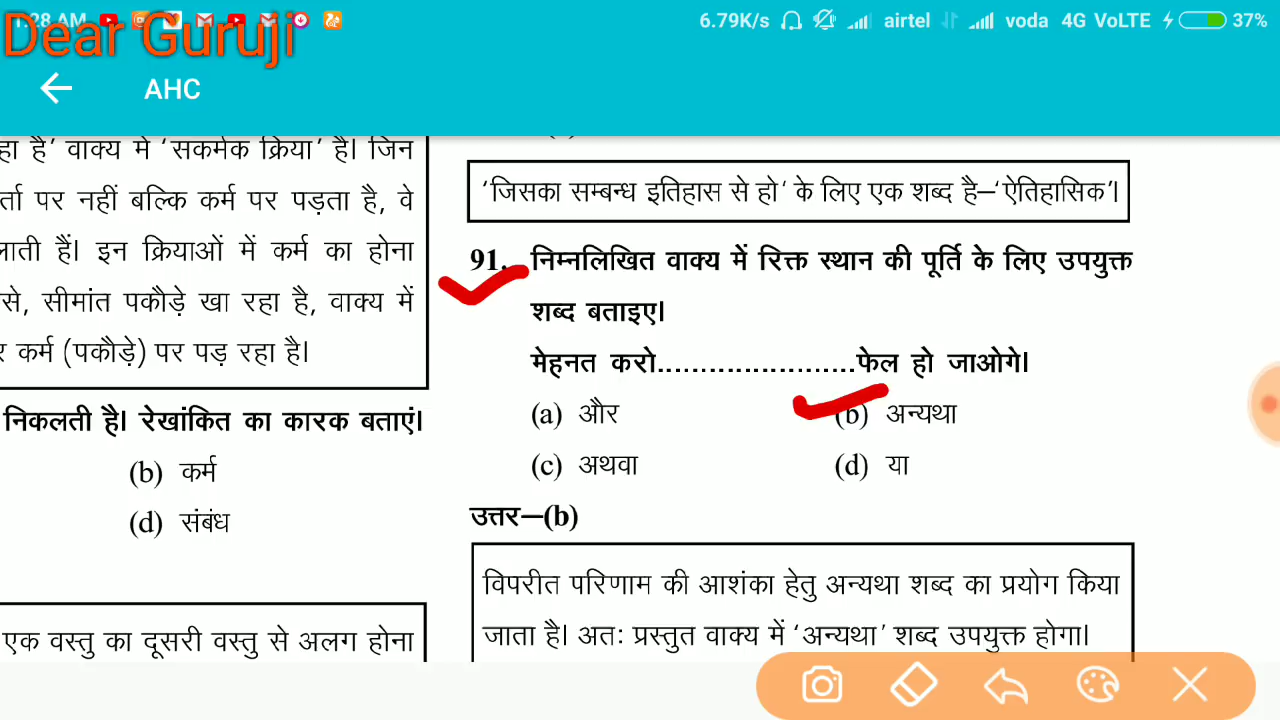 1:28 AM
6.79K/s airtel voda 4G VoLTE 37%
Dear Guruji
AHC
हा है’ वाक्य में ‘सकर्मक क्रिया’ है। जिन
र्ता पर नहीं बल्कि कर्म पर पड़ता है, वे
लाती हैं। इन क्रियाओं में कर्म का होना
से, सीमांत पकौड़े खा रहा है, वाक्य में
र कर्म (पकौड़े) पर पड़ रहा है।
निकलती है। रेखांकित का कारक बताएं।
(b) कर्म
(d) संबंध
एक वस्तु का दूसरी वस्तु से अलग होना
‘जिसका सम्बन्ध इतिहास से हो‘ के लिए एक शब्द है–‘ऐतिहासिक’।
91. निम्नलिखित वाक्य में रिक्त स्थान की पूर्ति के लिए उपयुक्त
शब्द बताइए।
मेहनत करो.......................फेल हो जाओगे।
(a) और (b) अन्यथा
(c) अथवा (d) या
उत्तर–(b)
विपरीत परिणाम की आशंका हेतु अन्यथा शब्द का प्रयोग किया
जाता है। अतः प्रस्तुत वाक्य में ‘अन्यथा’ शब्द उपयुक्त होगा।